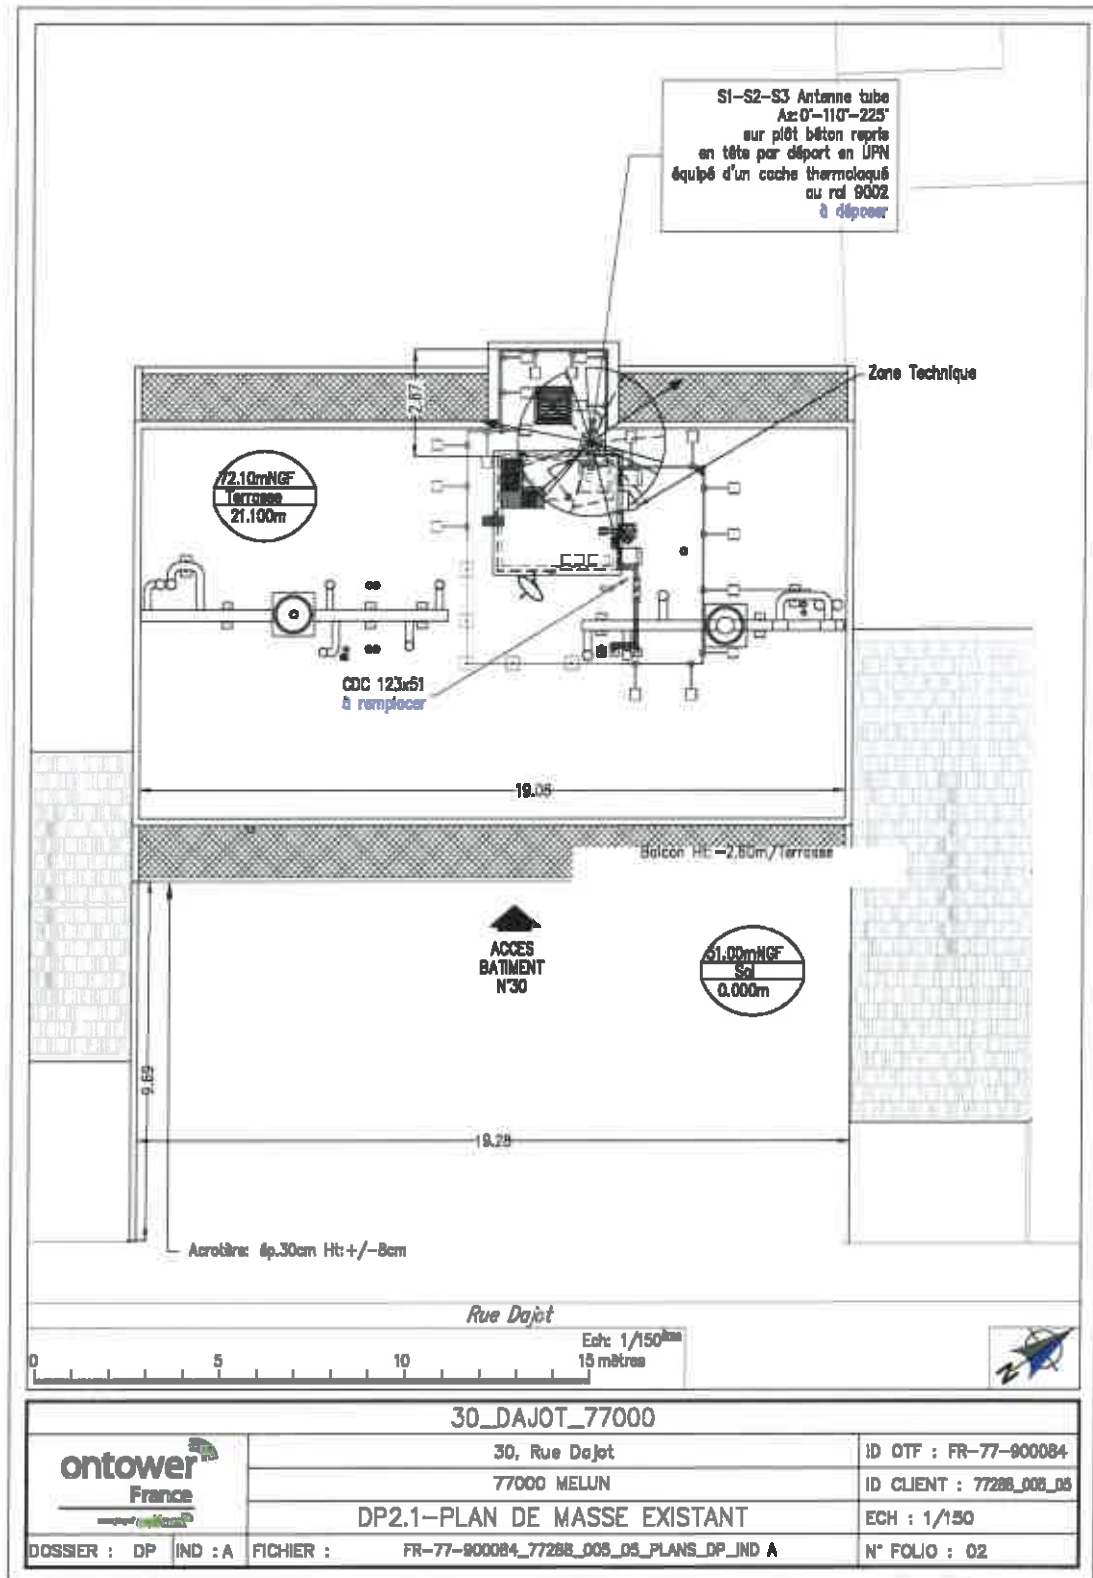 S1-S2-S3 Antenne tube
Az:0°-110°-225°
sur plôt béton repris
en tête par départ en UPN
équipé d'un cache thermolaqué
au ral 9002
à déposer
Zone Technique
2.67
72.10mNGF
Terrasse
21.100m
CDC 123x51
à remplacer
19.05
Balcon Ht: -2.60m/Terrasse
ACCES
BATIMENT
N°30
51.00mNGF
Sol
0.000m
9.69
19.28
Acrotère: ép.30cm Ht:+/-8cm
Rue Dajot
Ech: 1/150ème
0 5 10 15 mètres
N
30_DAJOT_77000
ontower
France
30, Rue Dajot
77000 MELUN
DP2.1-PLAN DE MASSE EXISTANT
ID OTF : FR-77-900084
ID CLIENT : 77288_005_05
ECH : 1/150
DOSSIER : DP IND : A FICHIER : FR-77-900084_77288_005_05_PLANS_DP_IND A
N° FOLIO : 02